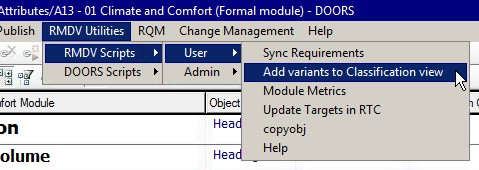 Attributes/A13 - 01 Climate and Comfort (Formal module) - DOORS
Publish RMDV Utilities RQM Change Management Help
RMDV Scripts User Sync Requirements
DOORS Scripts Admin Add variants to Classification view
Module Metrics
Update Targets in RTC
copyobj
Help
fort Module Object
on Head
olume Head